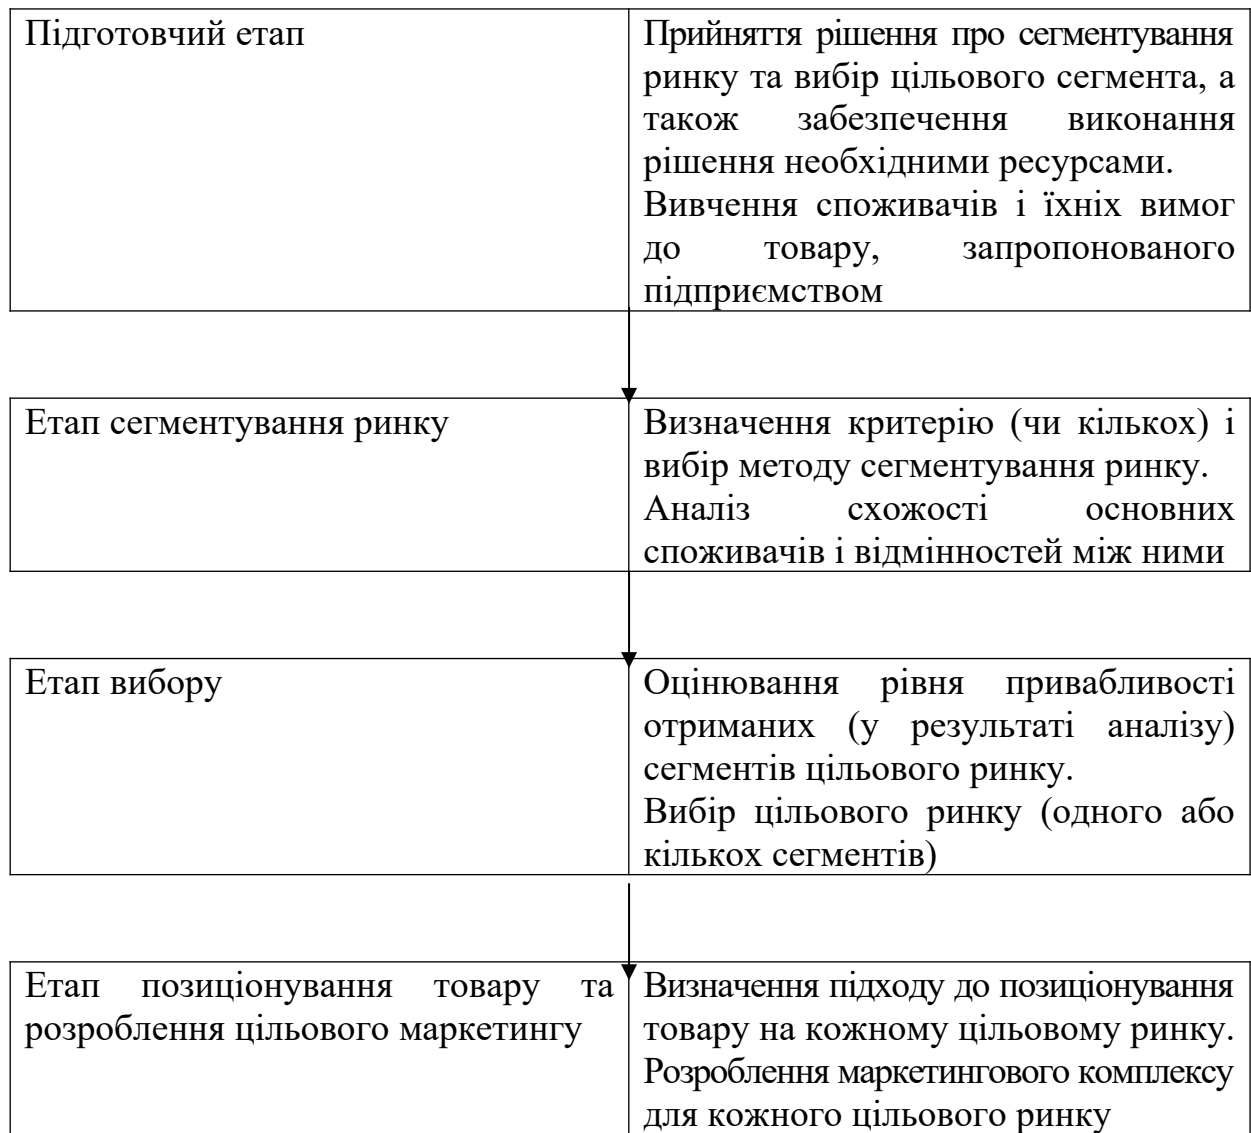 Підготовчий етап
Прийняття рішення про сегментування
ринку та вибір цільового сегмента, а
також забезпечення виконання
рішення необхідними ресурсами.
Вивчення споживачів і їхніх вимог
до товару, запропонованого
підприємством
Етап сегментування ринку
Визначення критерію (чи кількох) і
вибір методу сегментування ринку.
Аналіз схожості основних
споживачів і відмінностей між ними
Етап вибору
Оцінювання рівня привабливості
отриманих (у результаті аналізу)
сегментів цільового ринку.
Вибір цільового ринку (одного або
кількох сегментів)
Етап позиціонування товару та
розроблення цільового маркетингу
Визначення підходу до позиціонування
товару на кожному цільовому ринку.
Розроблення маркетингового комплексу
для кожного цільового ринку